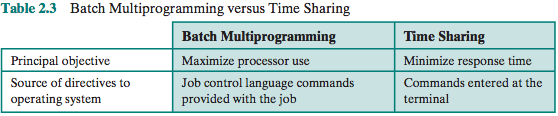 Table 2.3 Batch Multiprogramming versus Time Sharing
Batch Multiprogramming Time Sharing
Principal objective Maximize processor use Minimize response time
Source of directives to Job control language commands Commands entered at the
operating system provided with the job terminal